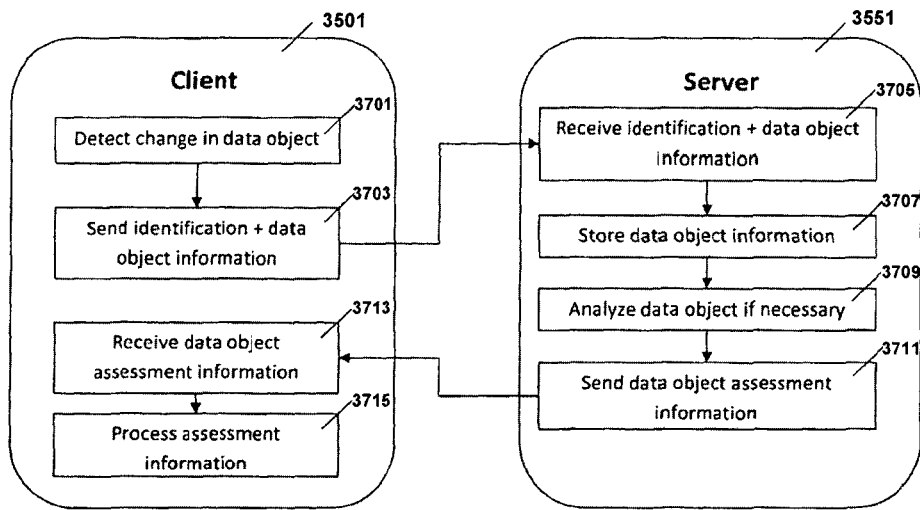 3501
Client
3701
Detect change in data object
3703
Send identification + data
object information
3713
Receive data object
assessment information
3715
Process assessment
information
3551
Server
3705
Receive identification + data object
information
3707
Store data object information
3709
Analyze data object if necessary
3711
Send data object assessment
information